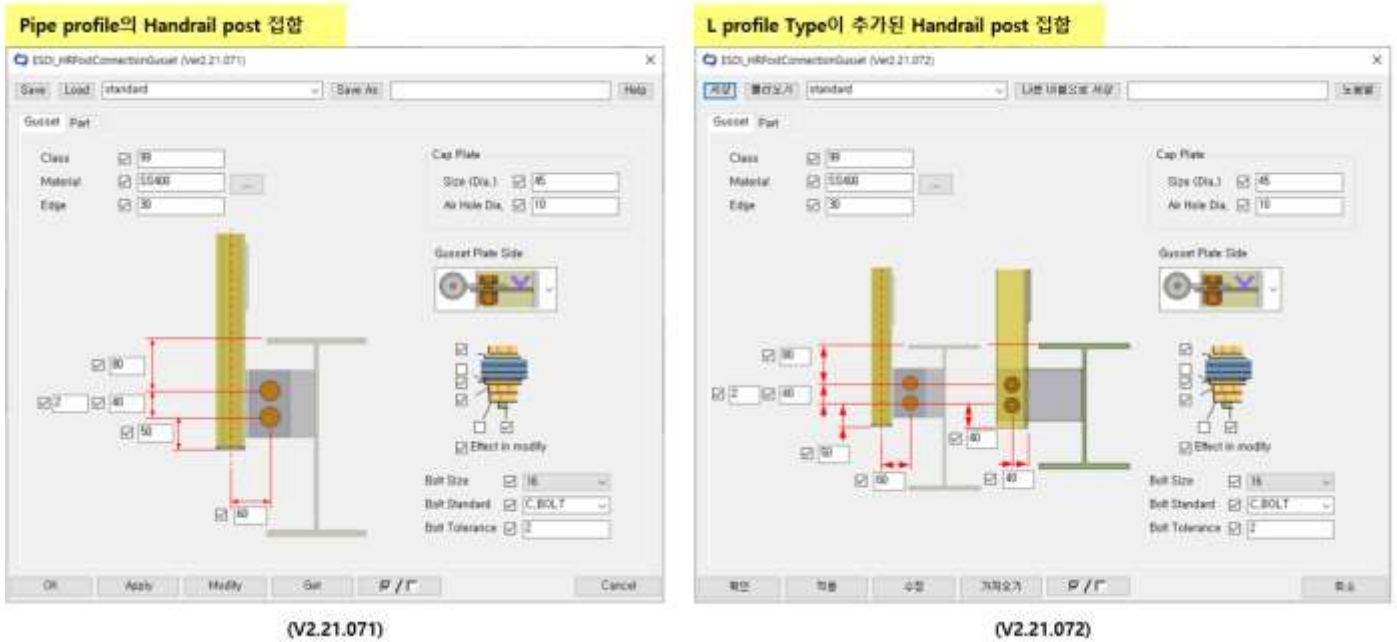 Pipe profile의 Handrail post 접합
ESDI_HRPostConnectionGusset (Ver2.21.071)
Save Load standard Save As Help
Gusset Part
Class 99
Material SS400 ...
Edge 30
Cap Plate
Size (Dia.) 45
Air Hole Dia. 10
Gusset Plate Side
80
2 40
50
60
Effect in modify
Bolt Size 16
Bolt Standard C.BOLT
Bolt Tolerance 2
OK Apply Modify Get / Cancel
(V2.21.071)
L profile Type이 추가된 Handrail post 접합
ESDI_HRPostConnectionGusset (Ver2.21.072)
저장 불러오기 standard 다른 이름으로 저장 도움말
Gusset Part
Class 99
Material SS400 ...
Edge 30
Cap Plate
Size (Dia.) 45
Air Hole Dia. 10
Gusset Plate Side
80
2 40
50 40
60 40
Effect in modify
Bolt Size 16
Bolt Standard C.BOLT
Bolt Tolerance 2
확인 적용 수정 가져오기 / 취소
(V2.21.072)